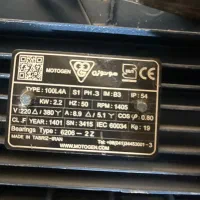 MOTOGEN موتوژن
TYPE: 100L4A S1 PH.3 IM: B3 IP: 54
KW: 2.2 HZ: 50 RPM: 1405
V: 220 Δ / 380 Y A: 8.9 Δ / 5.1 Y COS φ 0.80
C.L.F YEAR: 1401 SN: 3415 IEC 60034 Kg: 19
Bearings Type: 6206-2Z
MADE IN TABRIZ-IRAN
WWW.MOTOGEN.COM